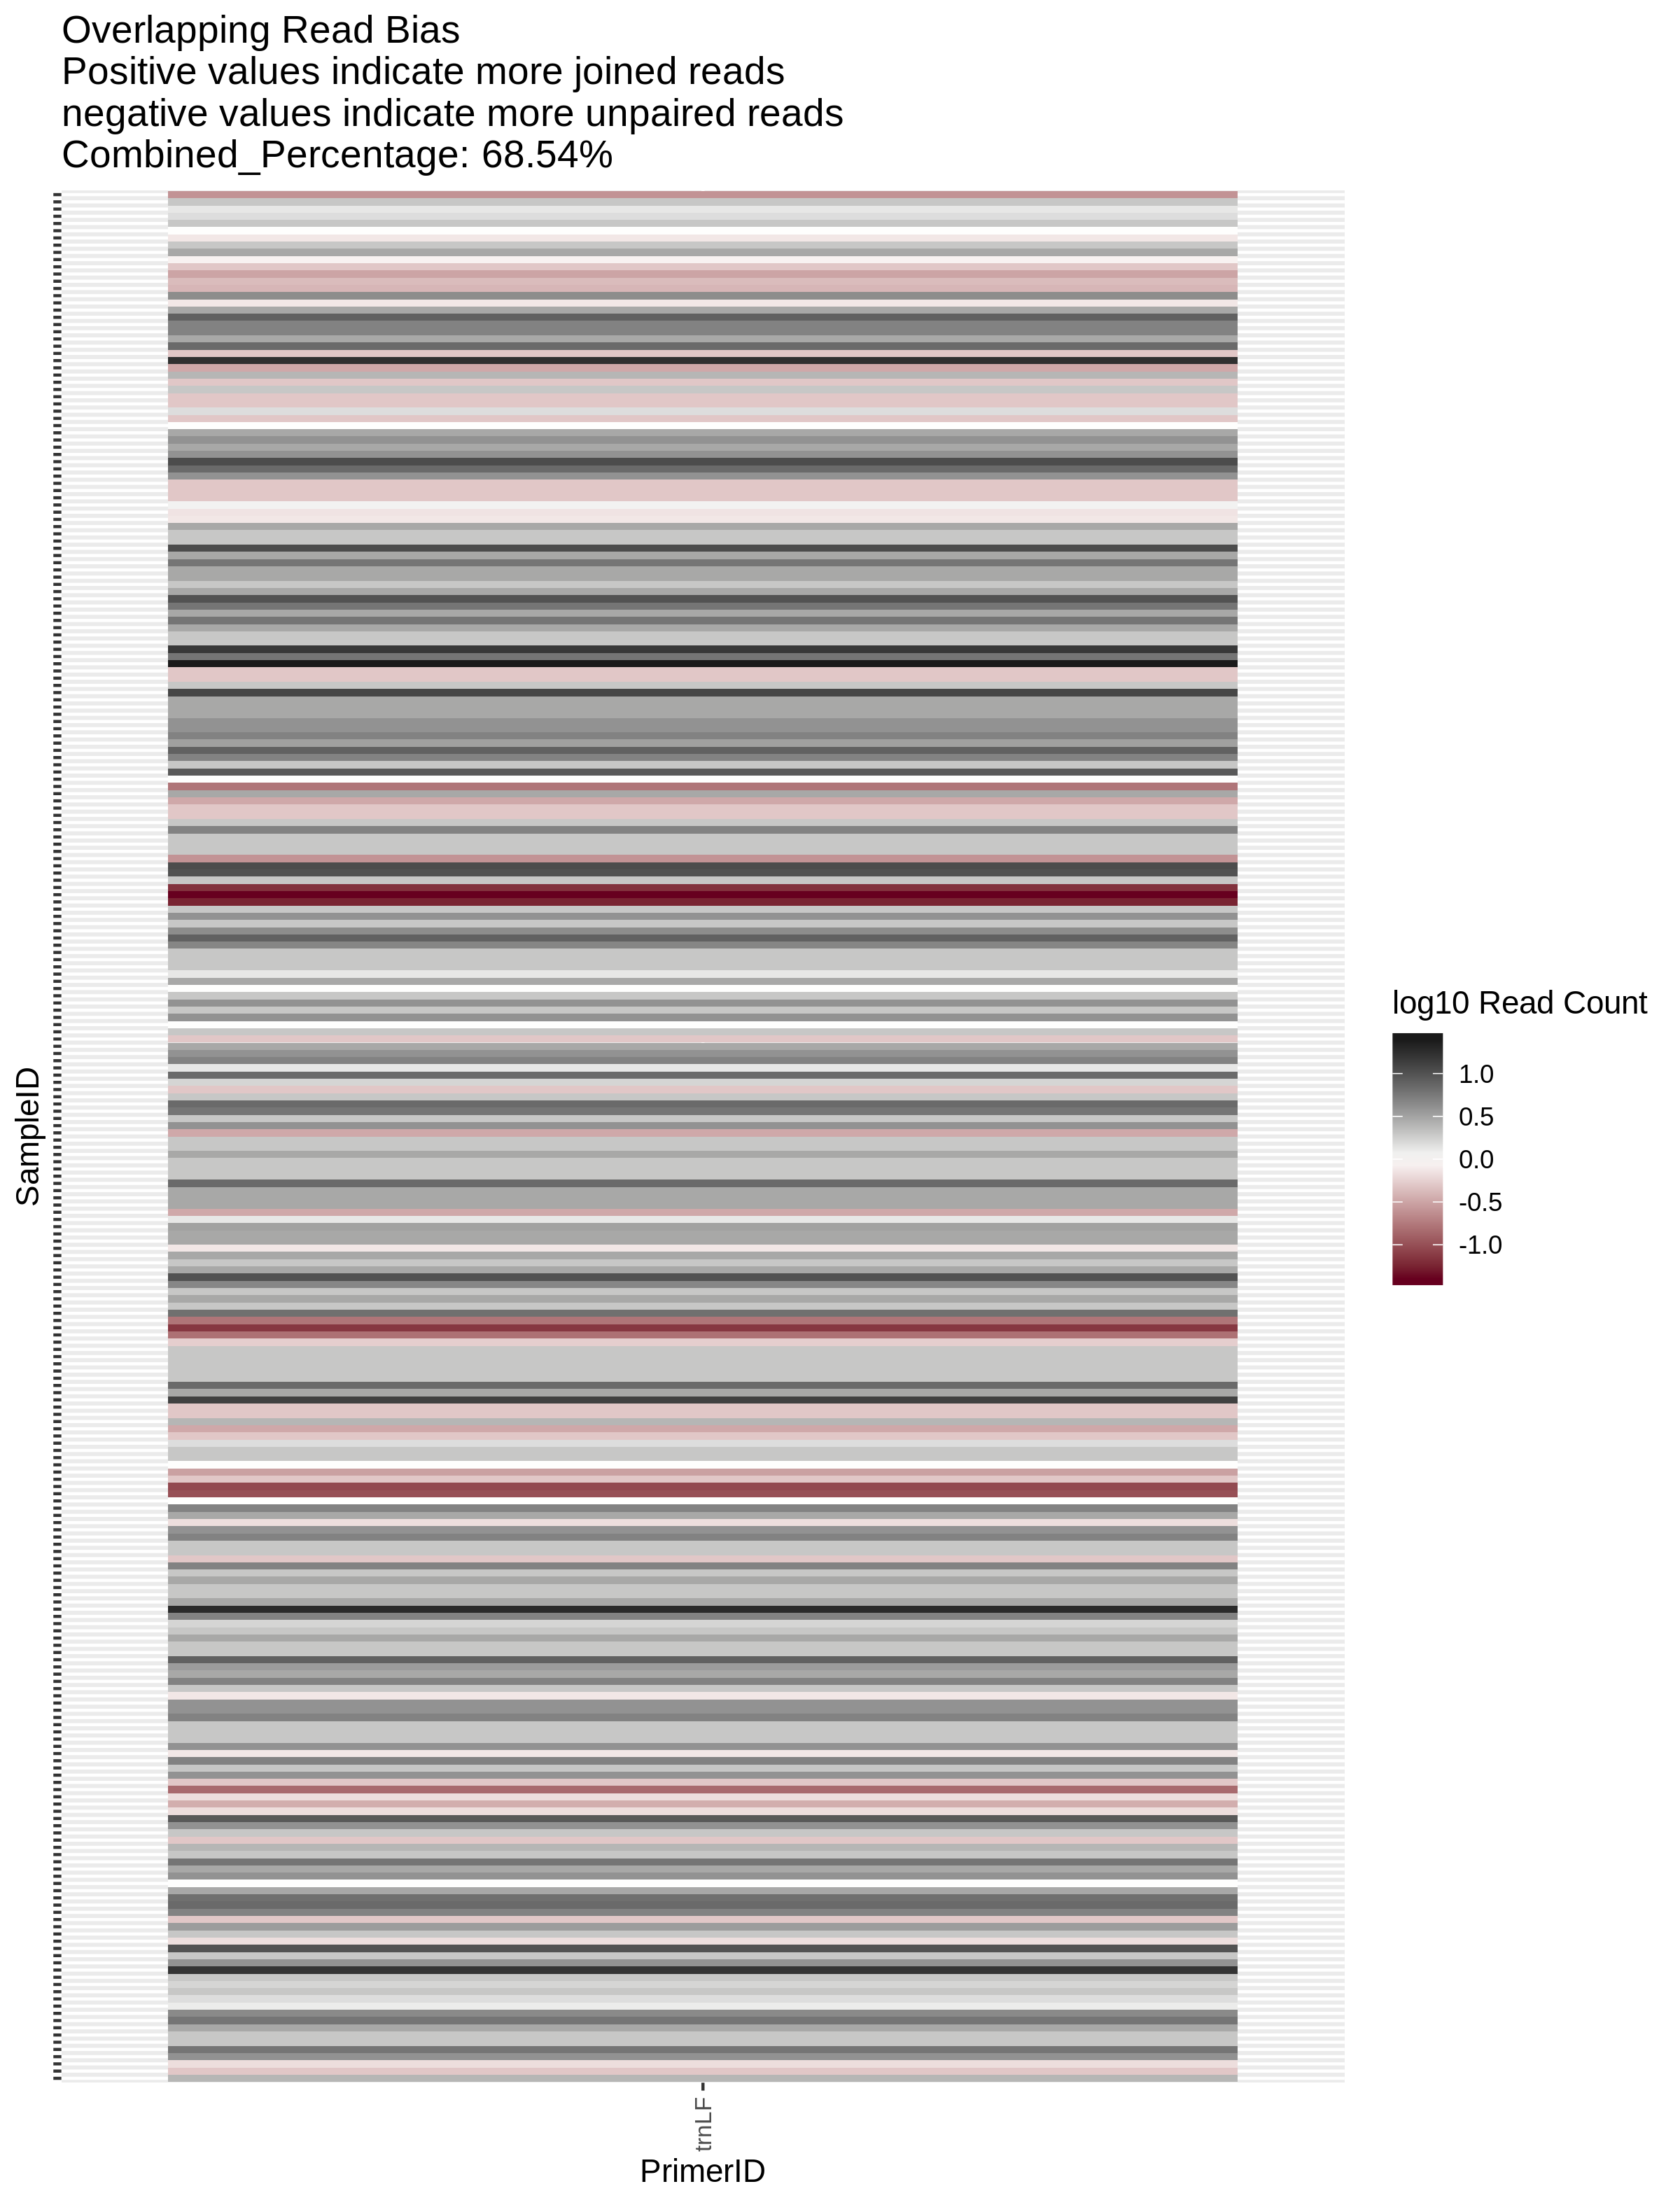 Overlapping Read Bias
Positive values indicate more joined reads
negative values indicate more unpaired reads
Combined_Percentage: 68.54%
SampleID
log10 Read Count
1.0
0.5
0.0
-0.5
-1.0
trnLF
PrimerID